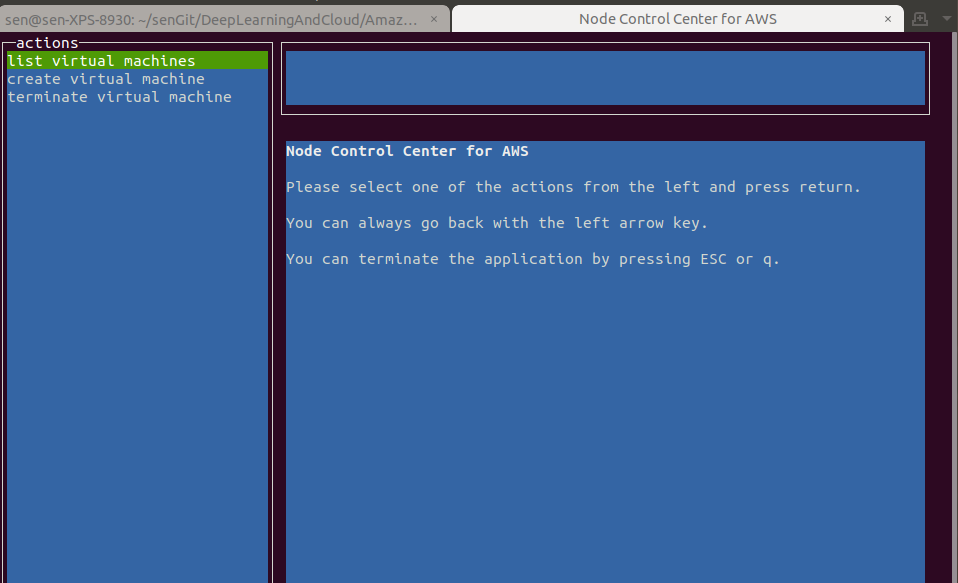 sen@sen-XPS-8930: ~/senGit/DeepLearningAndCloud/Amaz... ×
Node Control Center for AWS ×
actions
list virtual machines
create virtual machine
terminate virtual machine
Node Control Center for AWS
Please select one of the actions from the left and press return.
You can always go back with the left arrow key.
You can terminate the application by pressing ESC or q.